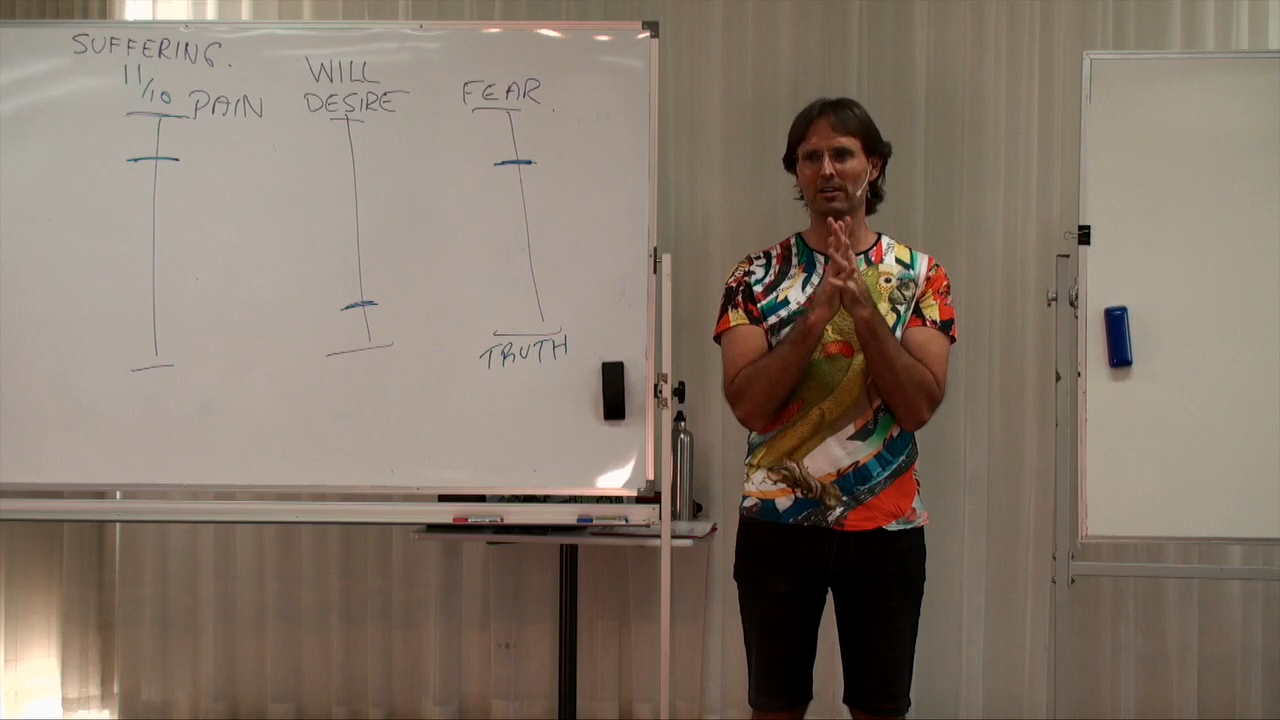 SUFFERING.
11/10 PAIN
WILL
DESIRE
FEAR.
TRUTH